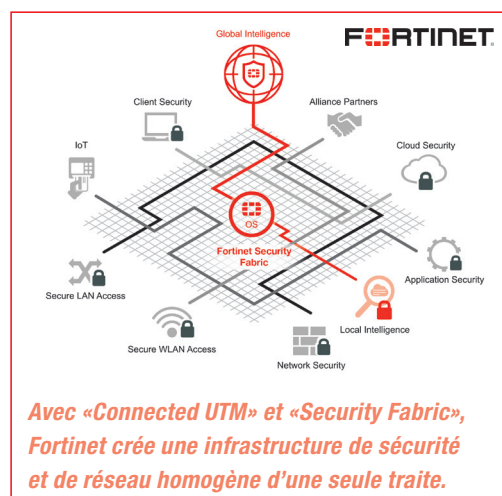 Global Intelligence
FORTINET
Client Security
Alliance Partners
IoT
Cloud Security
OS
Fortinet Security
Fabric
Secure LAN Access
Application Security
Local Intelligence
Secure WLAN Access
Network Security
Avec «Connected UTM» et «Security Fabric»,
Fortinet crée une infrastructure de sécurité
et de réseau homogène d’une seule traite.